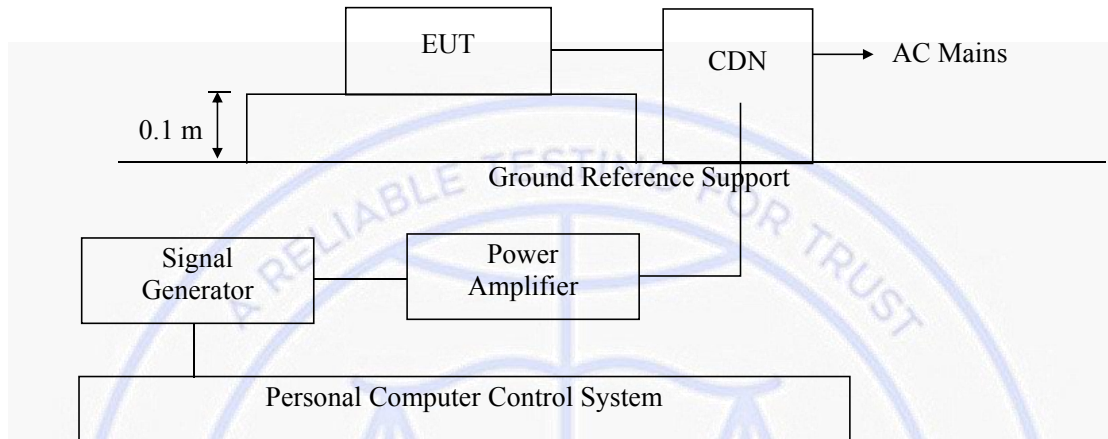 EUT
CDN
AC Mains
0.1 m
Ground Reference Support
A RELIABLE TESTING FOR TRUST
Signal
Generator
Power
Amplifier
Personal Computer Control System